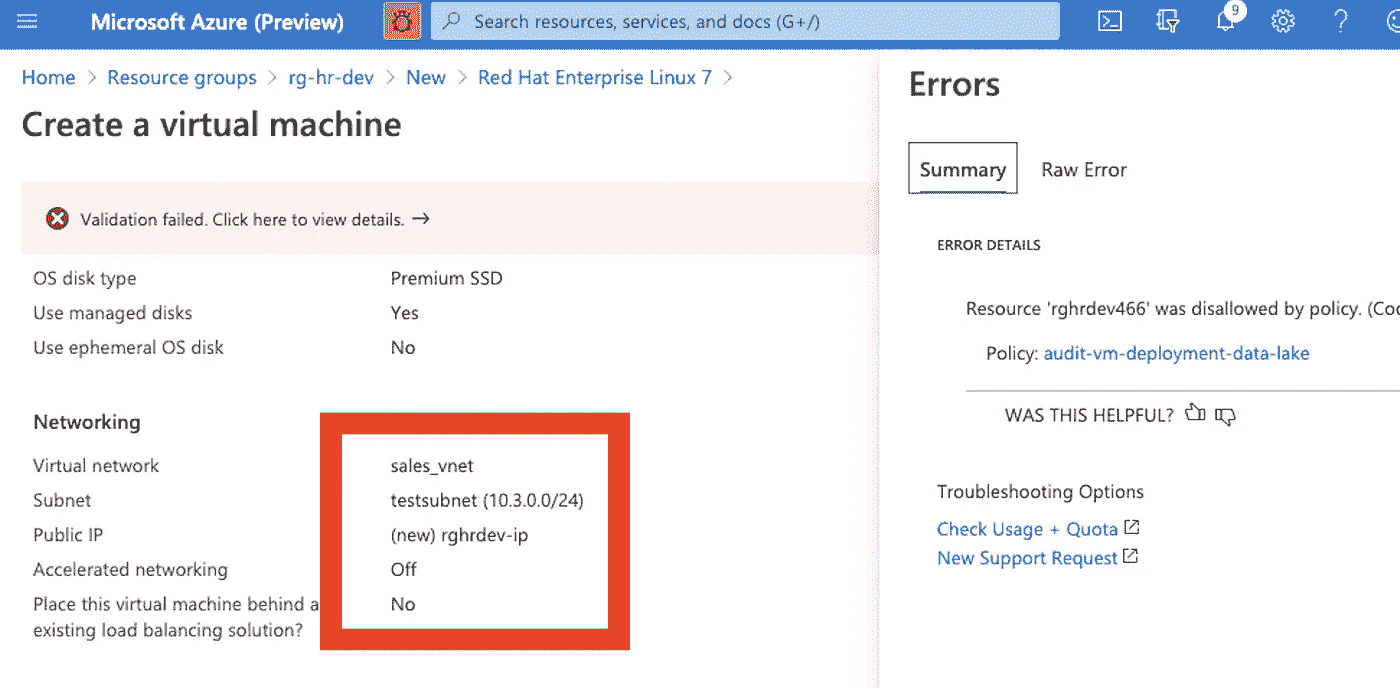 Microsoft Azure (Preview)
Search resources, services, and docs (G+/)
9
Home > Resource groups > rg-hr-dev > New > Red Hat Enterprise Linux 7 >
Create a virtual machine
Validation failed. Click here to view details. →
OS disk type Premium SSD
Use managed disks Yes
Use ephemeral OS disk No
Networking
Virtual network sales_vnet
Subnet testsubnet (10.3.0.0/24)
Public IP (new) rghrdev-ip
Accelerated networking Off
Place this virtual machine behind a No
existing load balancing solution?
Errors
Summary Raw Error
ERROR DETAILS
Resource 'rghrdev466' was disallowed by policy. (Coc
Policy: audit-vm-deployment-data-lake
WAS THIS HELPFUL?
Troubleshooting Options
Check Usage + Quota
New Support Request